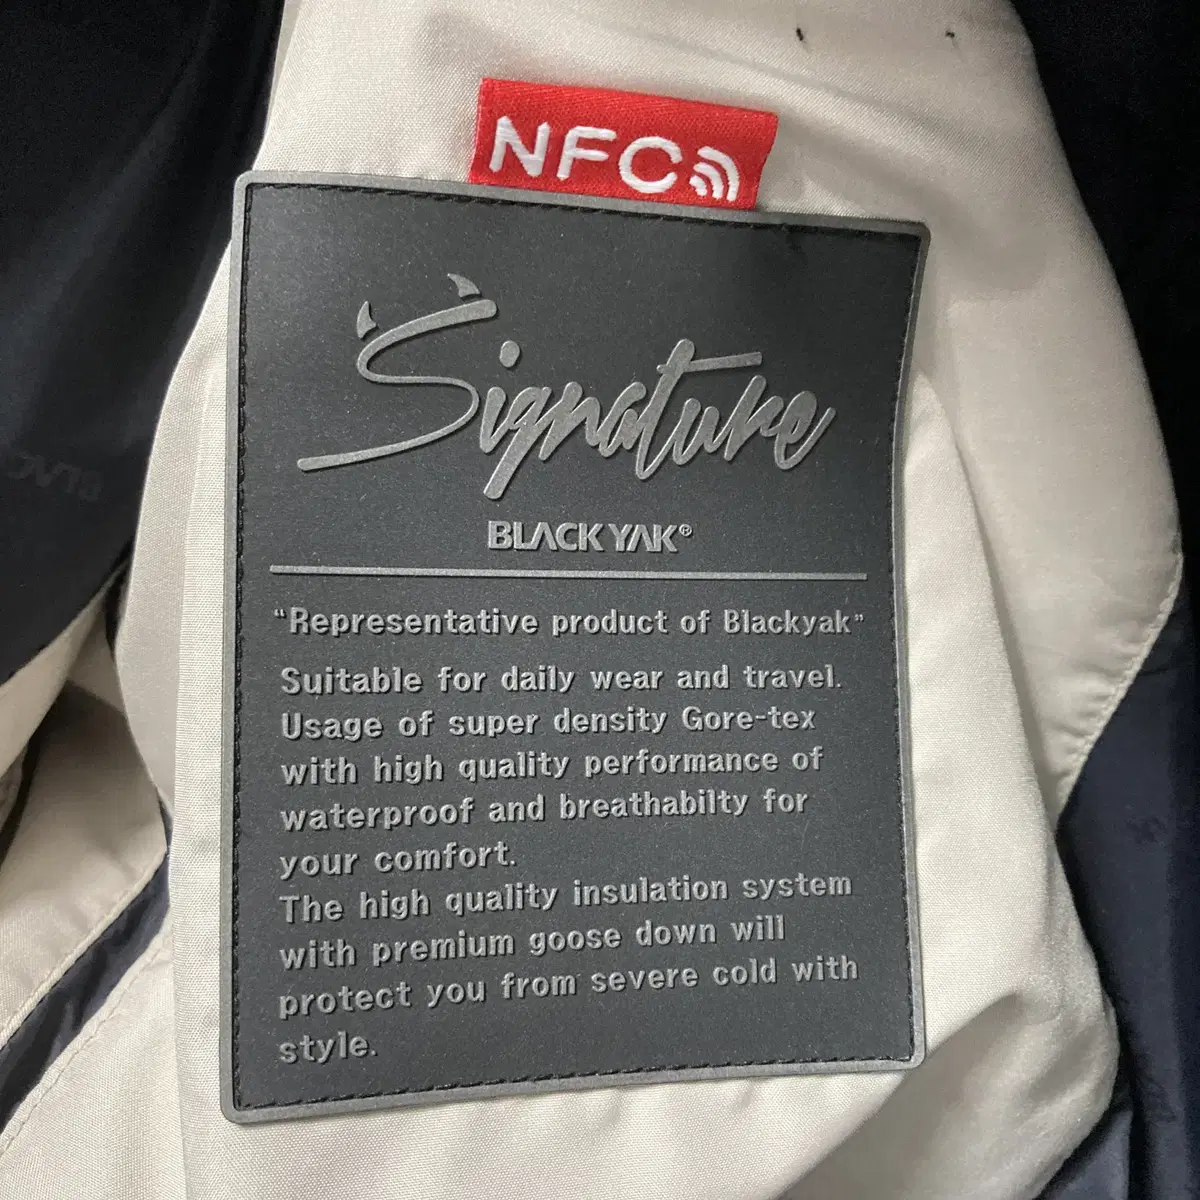 NFC
Signature
BLACK YAK®
"Representative product of Blackyak"
Suitable for daily wear and travel.
Usage of super density Gore-tex
with high quality performance of
waterproof and breathabilty for
your comfort.
The high quality insulation system
with premium goose down will
protect you from severe cold with
style.